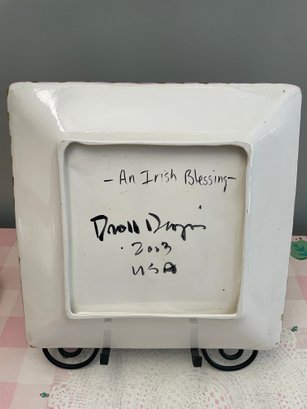 - An Irish Blessing -
Droll Designs
2003
USA